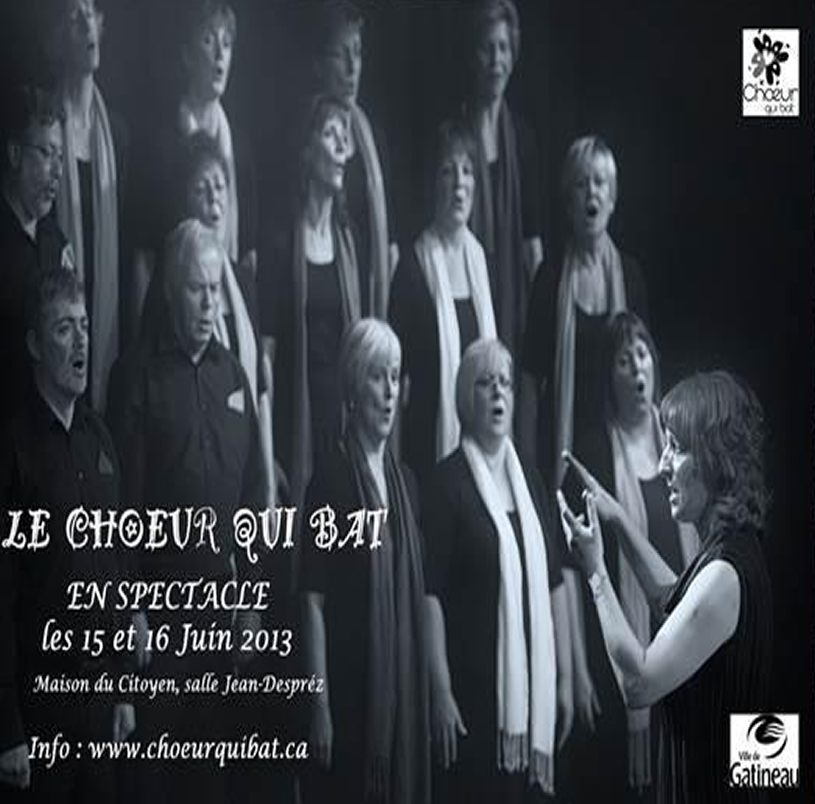 Chœur
qui bat
LE CHOEUR QUI BAT
EN SPECTACLE
les 15 et 16 Juin 2013
Maison du Citoyen, salle Jean-Despréz
Info : www.choeurquibat.ca
Ville de
Gatineau